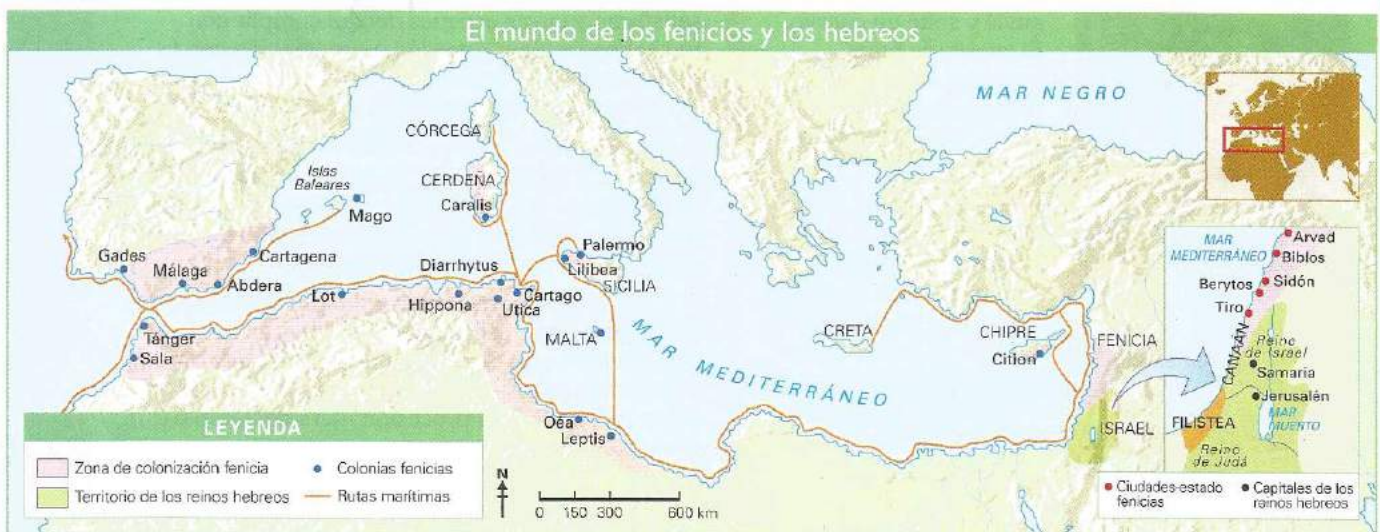 El mundo de los fenicios y los hebreos
MAR NEGRO
CÓRCEGA
Islas
Baleares
CERDEÑA
Mago
Caralis
Gades
Málaga
Cartagena
Abdera
Palermo
Lilibea
SICILIA
Diarrhytus
Lot
Hippona
Cartago
Utica
Tánger
Sala
MALTA
CRETA
CHIPRE
Cition
FENICIA
MAR MEDITERRÁNEO
Oéa
Leptis
ISRAEL
MAR
MEDITERRÁNEO
Arvad
Biblos
Sidón
Berytos
Tiro
CANAÁN
Reino
de Israel
Samaria
Jerusalén
FILISTEA
MAR
MUERTO
Reino
de Judá
Ciudades-estado
fenicias
Capitales de los
reinos hebreos
LEYENDA
Zona de colonización fenicia
Colonias fenicias
Territorio de los reinos hebreos
Rutas marítimas
N
0 150 300 600 km